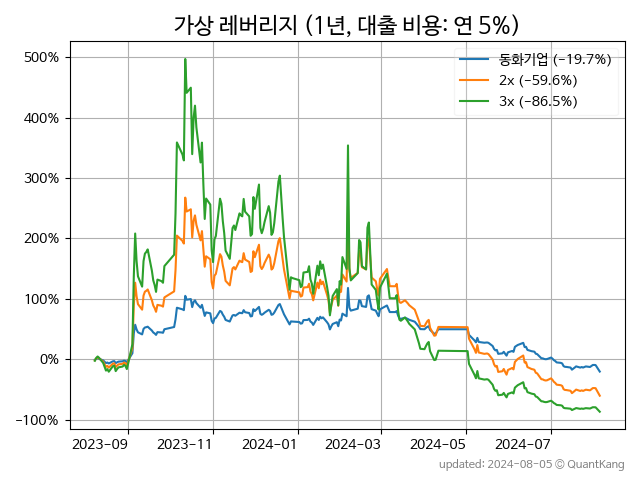 가상 레버리지 (1년, 대출 비용: 연 5%)
500%
400%
300%
200%
100%
0%
−100%
동화기업 (−19.7%)
2x (−59.6%)
3x (−86.5%)
2023-09
2023-11
2024-01
2024-03
2024-05
2024-07
updated: 2024-08-05 © QuantKang